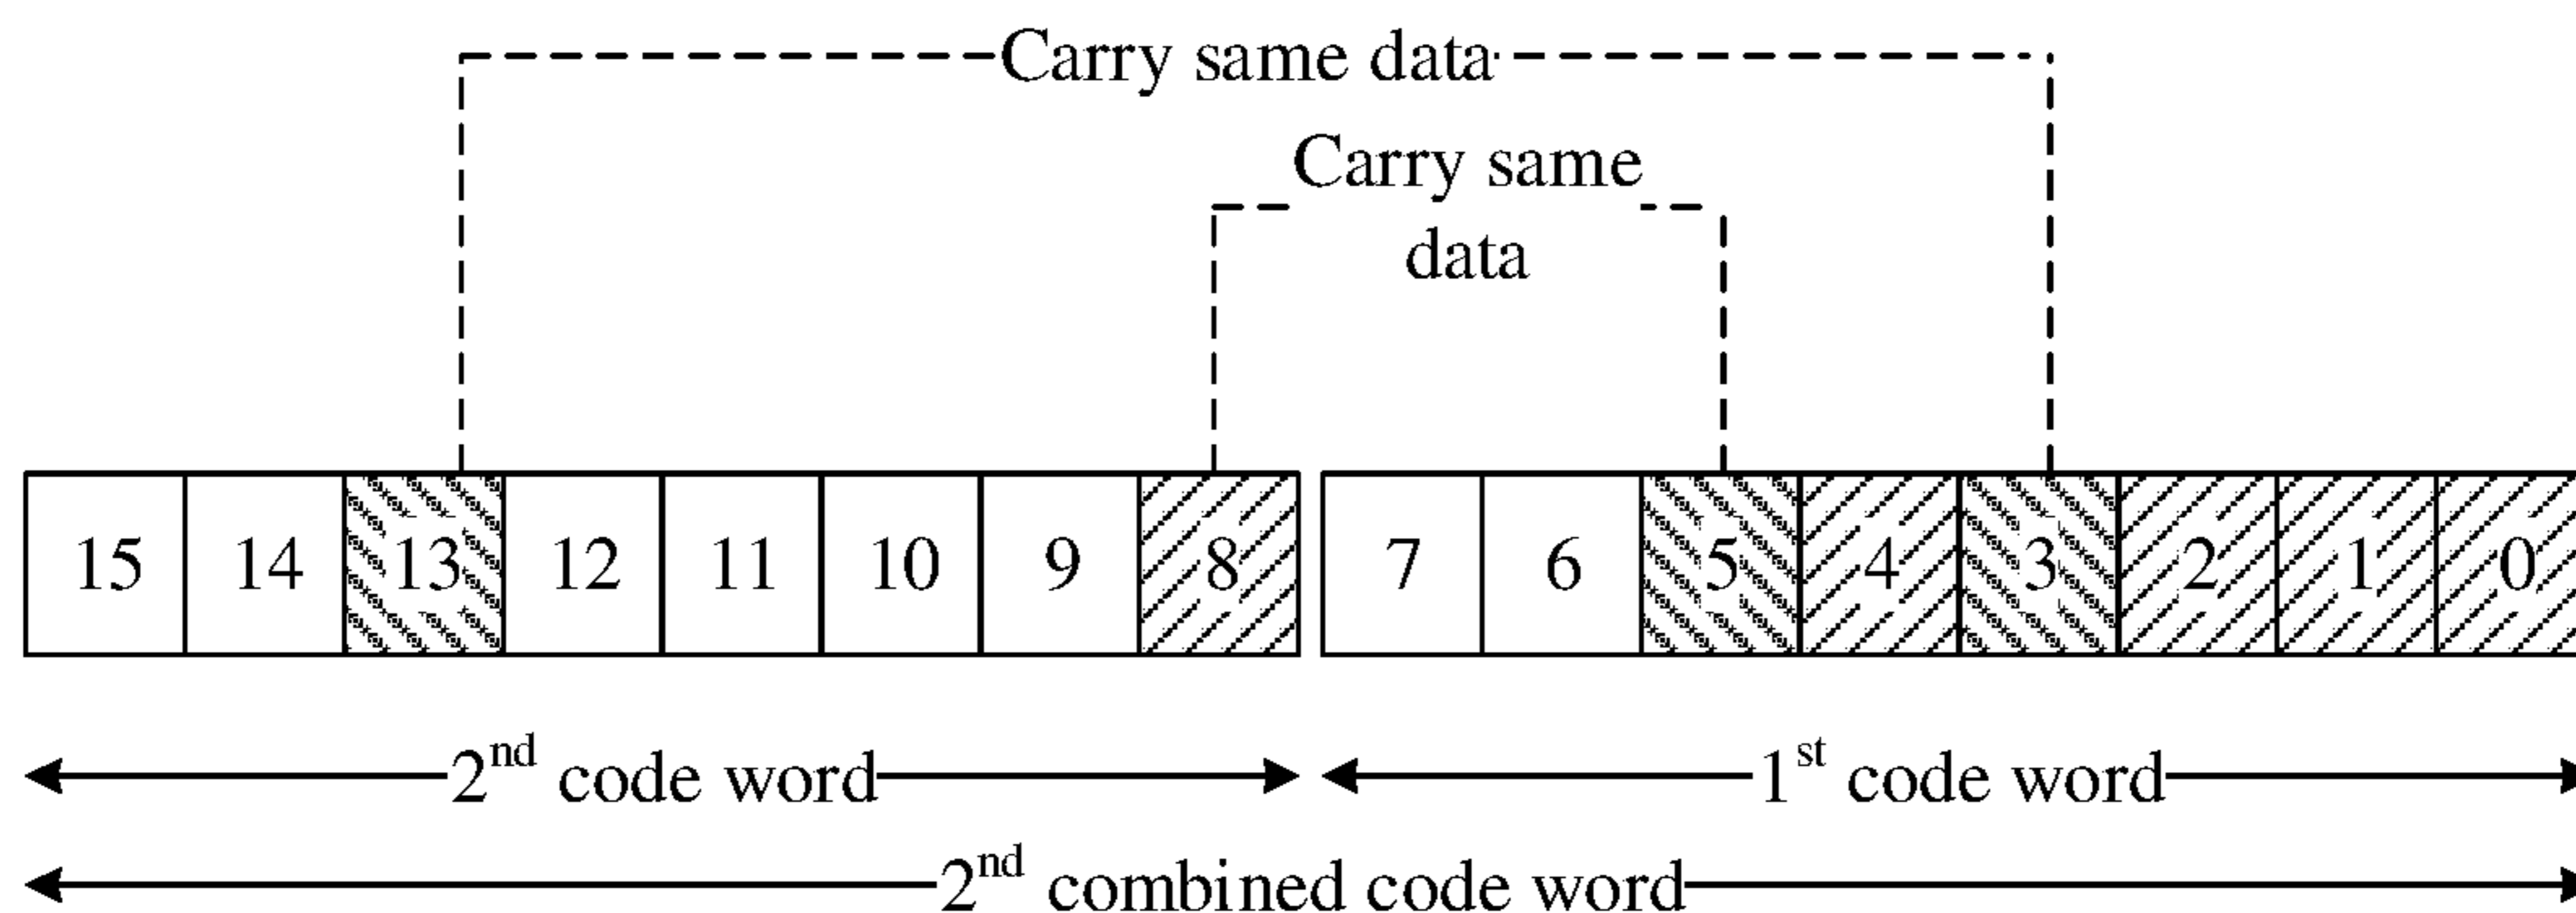 Carry same data
Carry same
data
15 14 13 12 11 10 9 8 7 6 5 4 3 2 1 0
2nd code word 1st code word
2nd combined code word